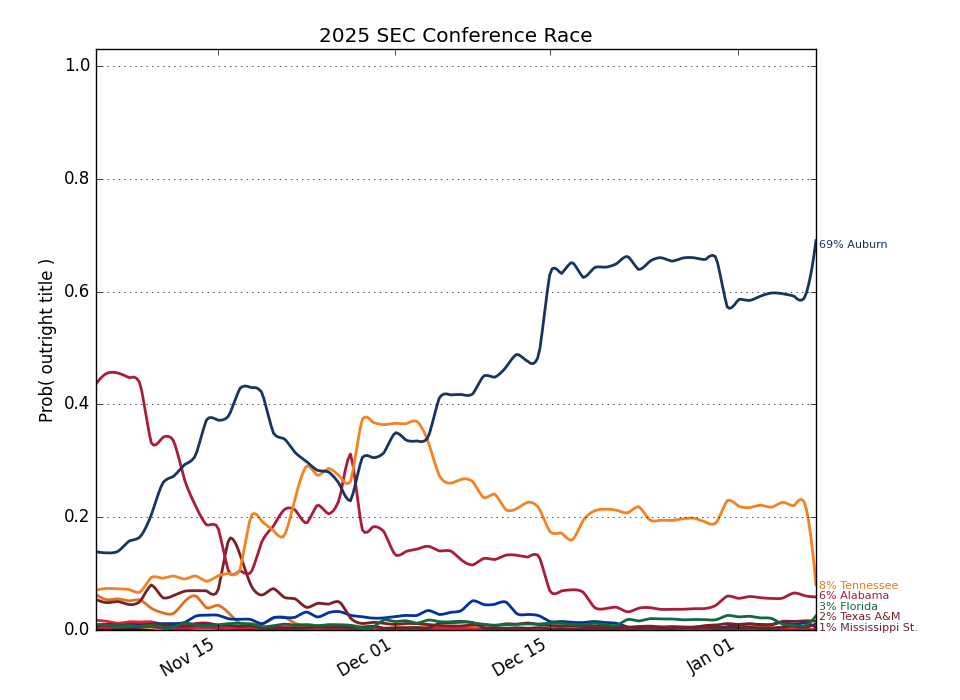 2025 SEC Conference Race
1.0
0.8
0.6
0.4
0.2
0.0
Prob( outright title )
Nov 15
Dec 01
Dec 15
Jan 01
69% Auburn
8% Tennessee
6% Alabama
3% Florida
2% Texas A&M
1% Mississippi St.